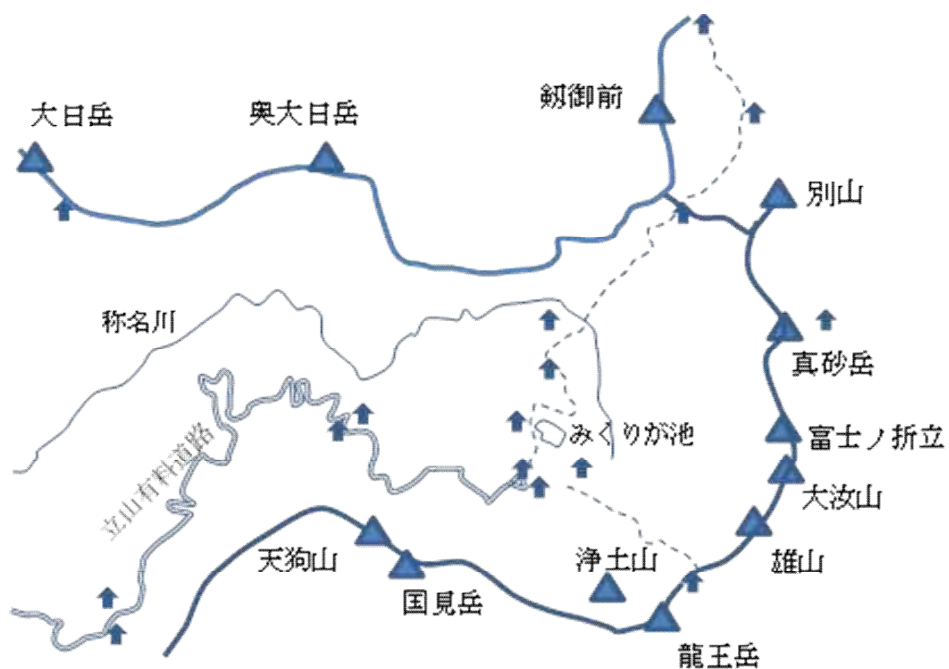 剱御前
大日岳
奥大日岳
別山
称名川
真砂岳
みくりが池
富士ノ折立
大汝山
立山有料道路
天狗山
浄土山
雄山
国見岳
龍王岳